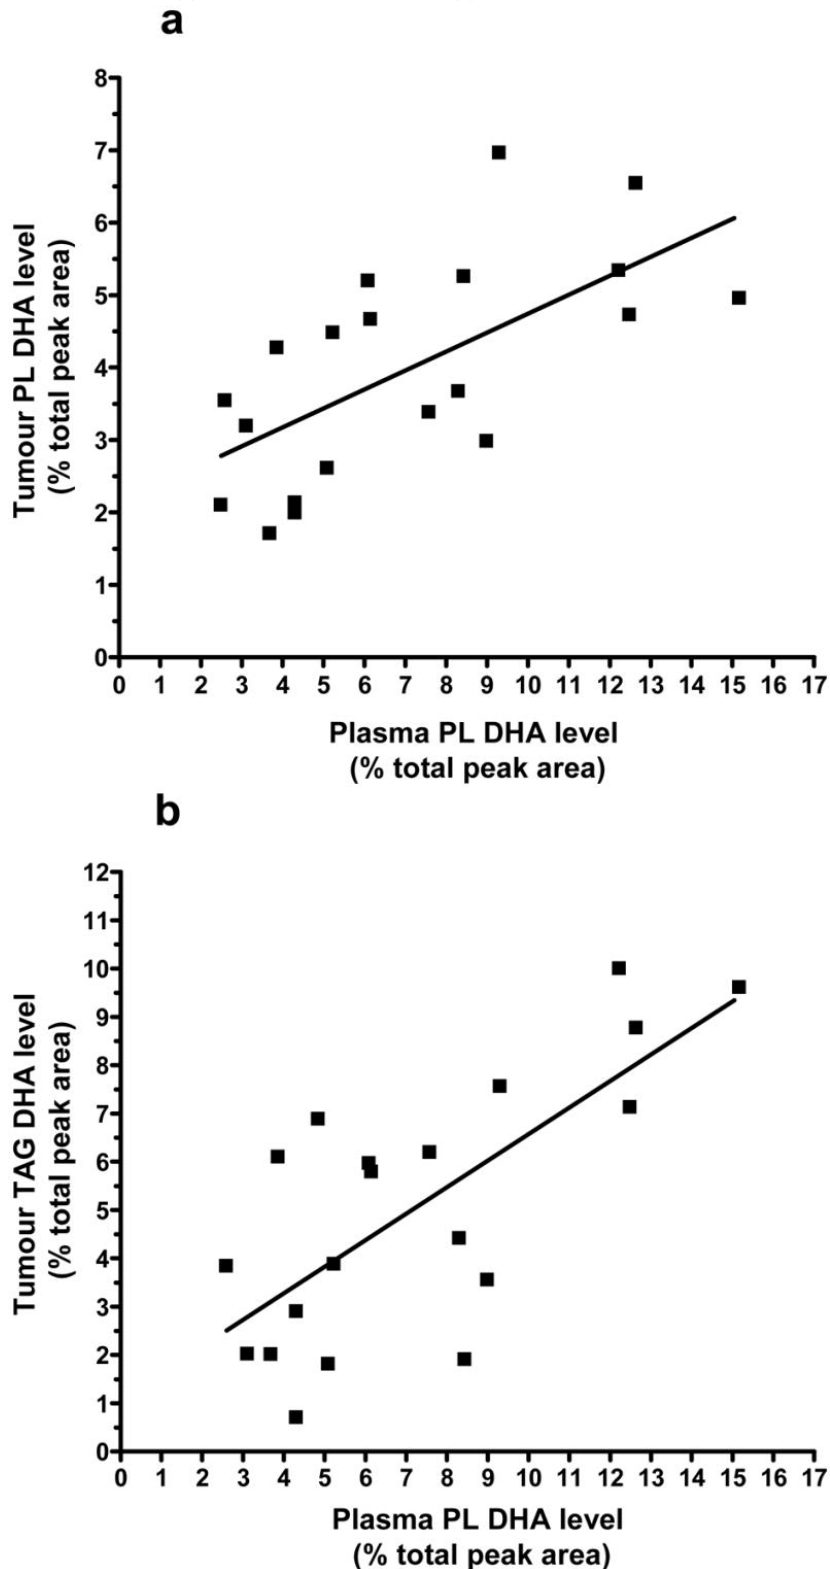 a
8
7
6
5
4
3
2
1
0
Tumour PL DHA level
(% total peak area)
0 1 2 3 4 5 6 7 8 9 10 11 12 13 14 15 16 17
Plasma PL DHA level
(% total peak area)
b
12
11
10
9
8
7
6
5
4
3
2
1
0
Tumour TAG DHA level
(% total peak area)
0 1 2 3 4 5 6 7 8 9 10 11 12 13 14 15 16 17
Plasma PL DHA level
(% total peak area)